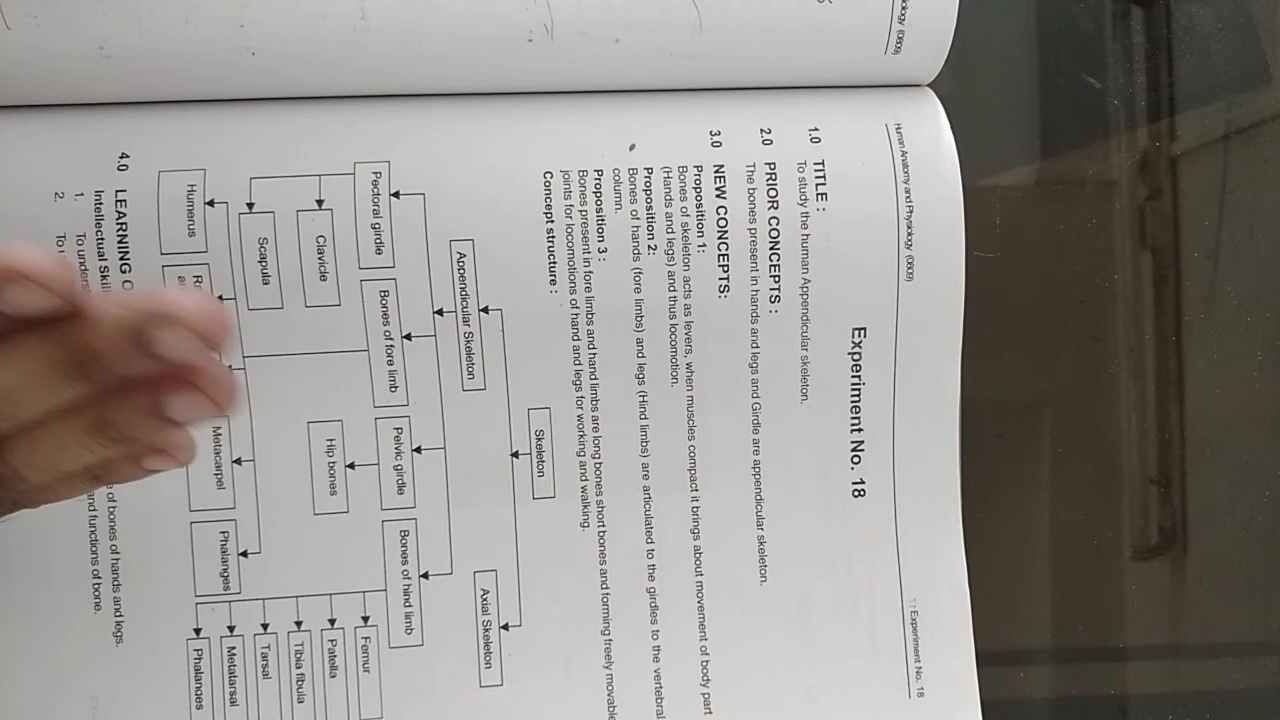 ology (0809)
Human Anatomy and Physiology (0809)
Experiment No. 18
Experiment No. 18
1.0 TITLE :
To study the human Appendicular skeleton.
2.0 PRIOR CONCEPTS :
The bones present in hands and legs and Girdle are appendicular skeleton.
3.0 NEW CONCEPTS:
Proposition 1:
Bones of skeleton acts as levers, when muscles compact it brings about movement of body part
(Hands and legs) and thus locomotion.
Proposition 2:
Bones of hands (fore limbs) and legs (Hind limbs) are articulated to the girdles to the vertebral
column.
Proposition 3 :
Bones present in fore limbs and hand limbs are long bones short bones and forming freely movable
joints for locomotions of hand and legs for working and walking.
Concept structure :
Skeleton
Appendicular Skeleton
Axial Skeleton
Pectoral girdle
Bones of fore limb
Pelvic girdle
Bones of hind limb
Clavicle
Scapula
Hip bones
Femur
Patella
Tibia fibula
Tarsal
Metatarsal
Phalanges
Humerus
Metacarpel
Phalanges
4.0 LEARNING
Intellectual Skil
1. To unders of bones of hands and legs.
2. To and functions of bone.